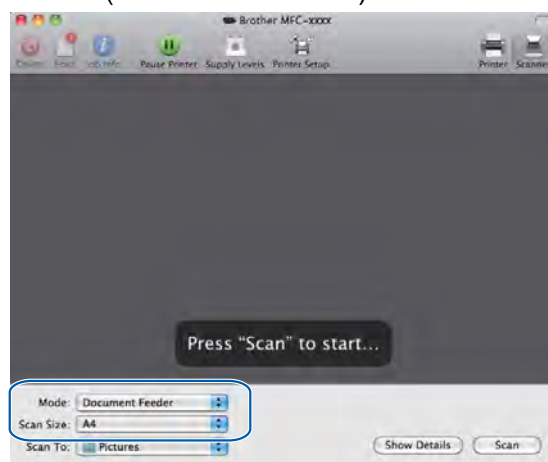 Brother MFC-xxxx
Delete Hold Job Info Pause Printer Supply Levels Printer Setup Printer Scanner
Press "Scan" to start...
Mode: Document Feeder
Scan Size: A4
Scan To: Pictures
Show Details Scan